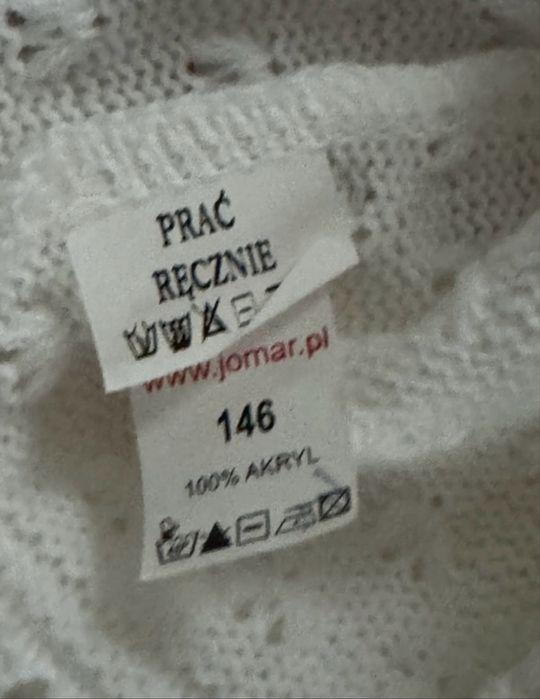 PRAĆ
RĘCZNIE
www.jomar.pl
146
100% AKRYL